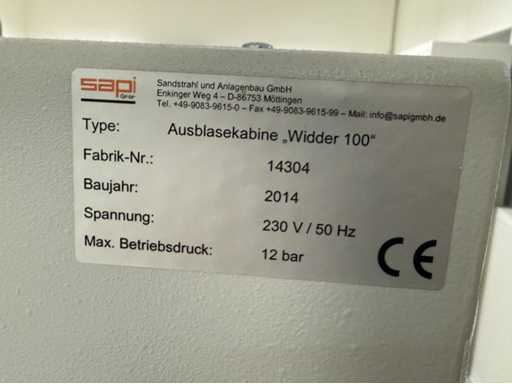 sapi
GmbH
Sandstrahl und Anlagenbau GmbH
Enkinger Weg 4 – D-86753 Möttingen
Tel. +49-9083-9615-0 – Fax +49-9083-9615-99 – Mail: info@sapigmbh.de
Type: Ausblasekabine „Widder 100“
Fabrik-Nr.: 14304
Baujahr: 2014
Spannung: 230 V / 50 Hz
Max. Betriebsdruck: 12 bar
CE